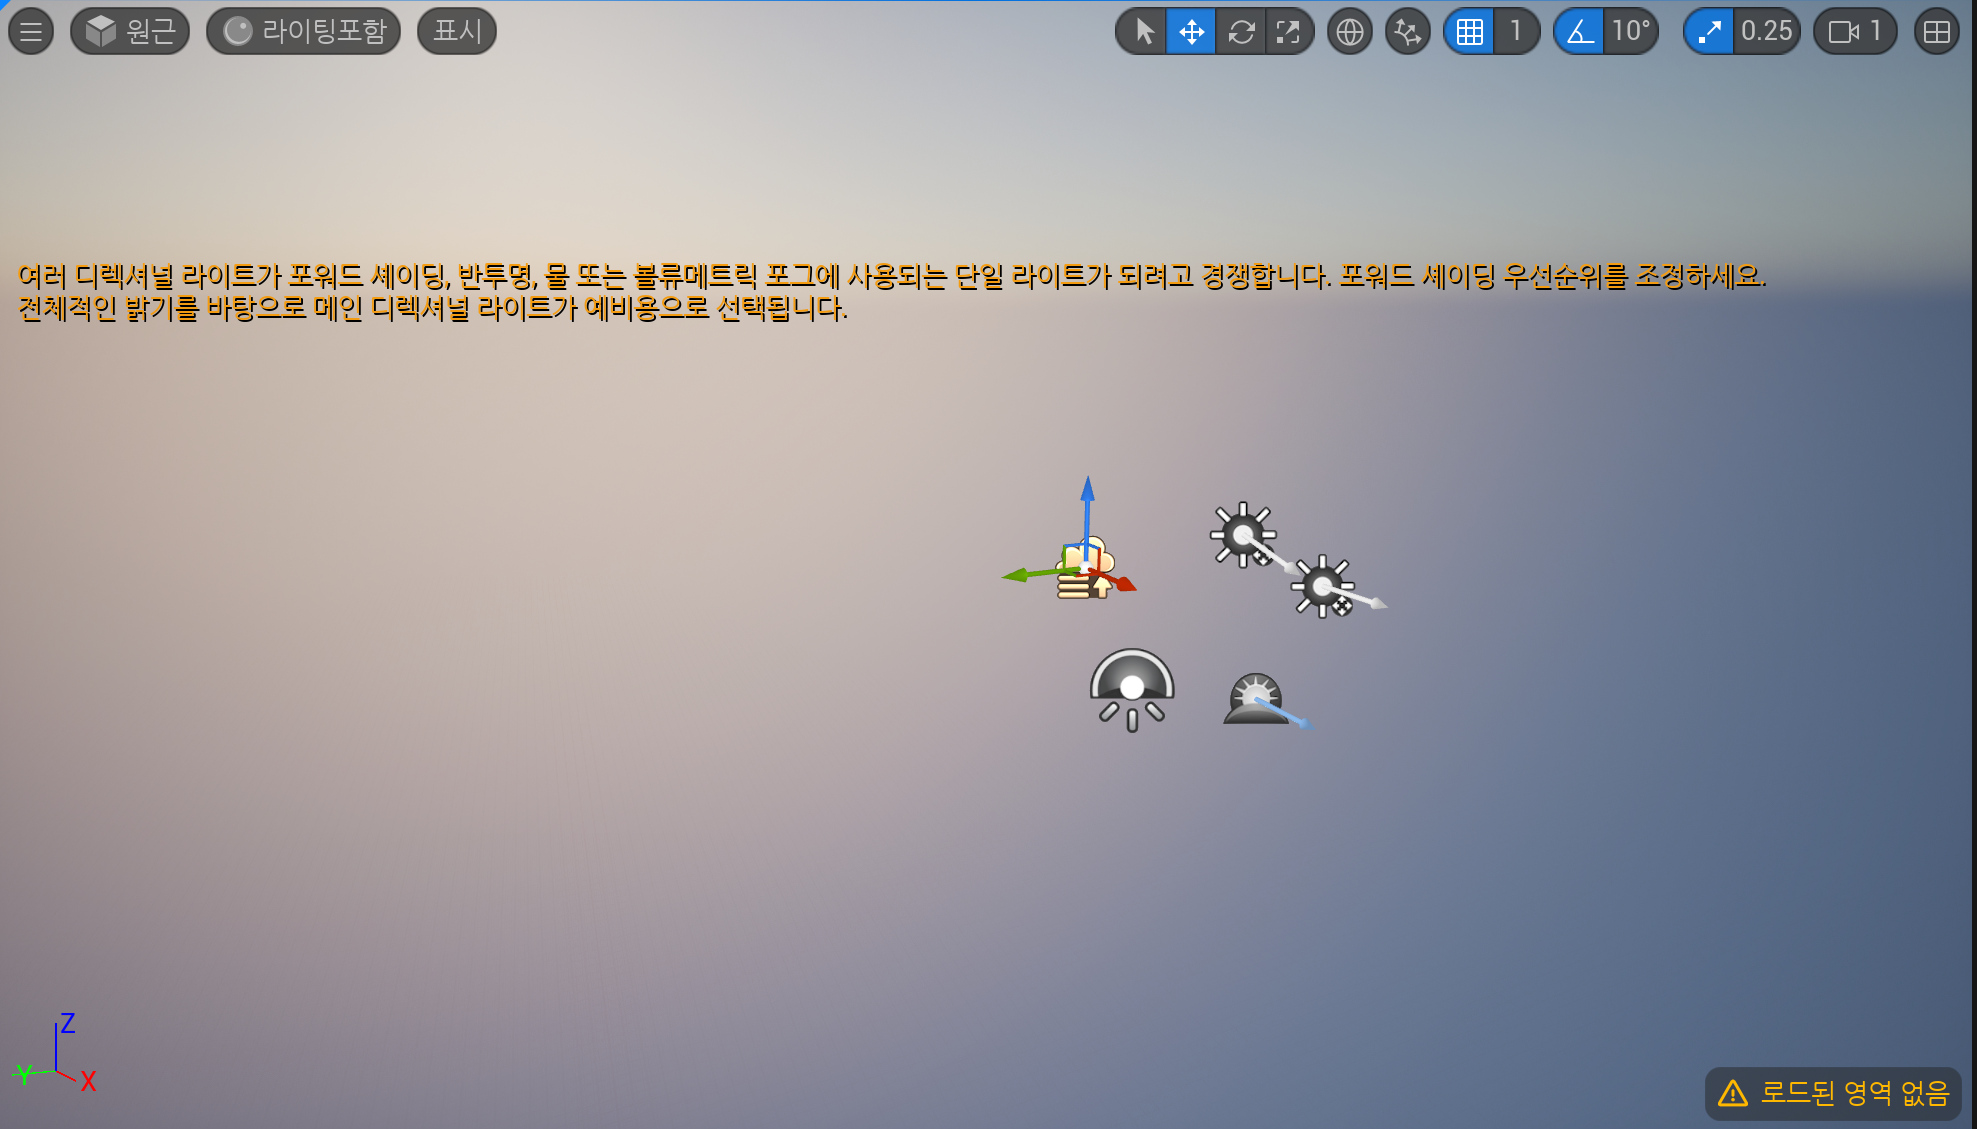 원근
라이팅포함
표시
1
10°
0.25
1
여러 디렉셔널 라이트가 포워드 셰이딩, 반투명, 물 또는 볼류메트릭 포그에 사용되는 단일 라이트가 되려고 경쟁합니다. 포워드 셰이딩 우선순위를 조정하세요.
전체적인 밝기를 바탕으로 메인 디렉셔널 라이트가 예비용으로 선택됩니다.
Z
Y
X
로드된 영역 없음